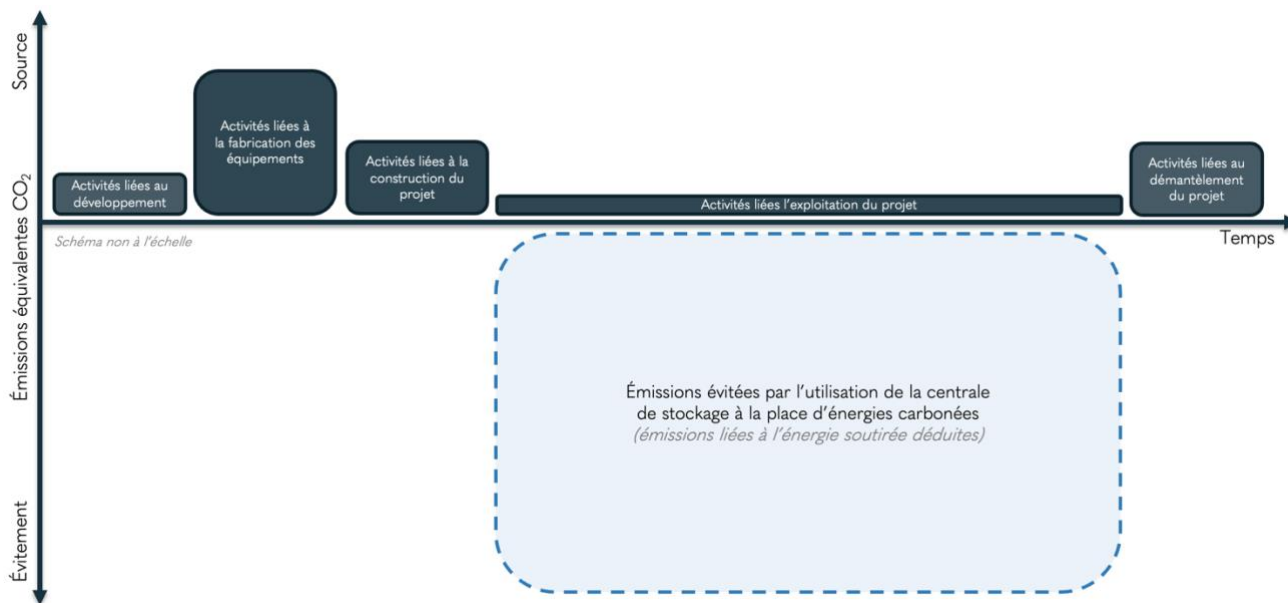 Source
Émissions équivalentes CO₂
Évitement
Activités liées au
développement
Activités liées à
la fabrication des
équipements
Activités liées à la
construction du
projet
Activités liées l'exploitation du projet
Activités liées au
démantèlement
du projet
Schéma non à l'échelle
Temps
Émissions évitées par l'utilisation de la centrale
de stockage à la place d'énergies carbonées
(émissions liées à l'énergie soutirée déduites)